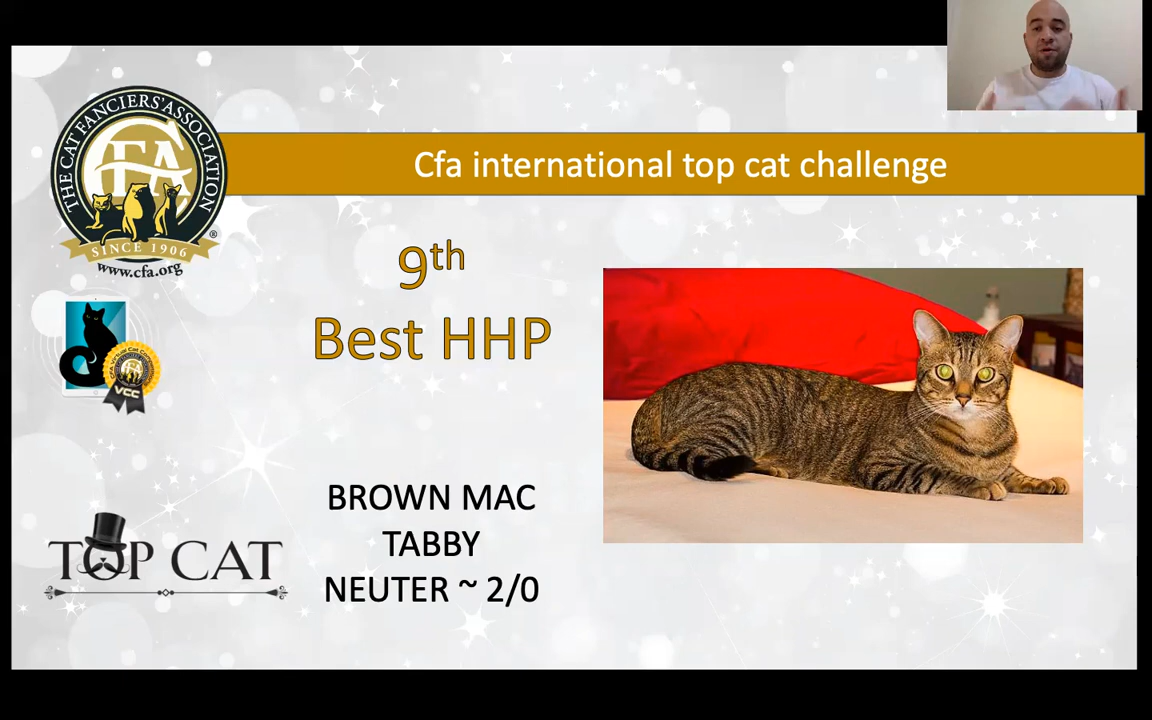 THE CAT FANCIERS' ASSOCIATION
CFA
SINCE 1906
®
www.cfa.org
Cfa international top cat challenge
9th
Best HHP
VCC
BROWN MAC
TABBY
NEUTER ~ 2/0
TOP CAT